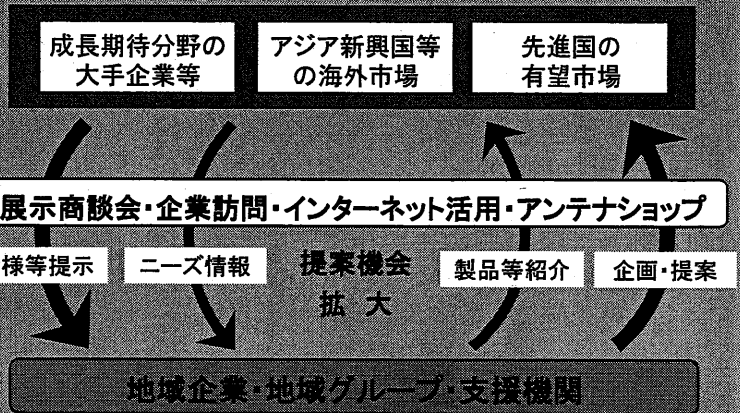 成長期待分野の
大手企業等
アジア新興国等
の海外市場
先進国の
有望市場
展示商談会・企業訪問・インターネット活用・アンテナショップ
様等提示
ニーズ情報
提案機会
拡大
製品等紹介
企画・提案
地域企業・地域グループ・支援機関